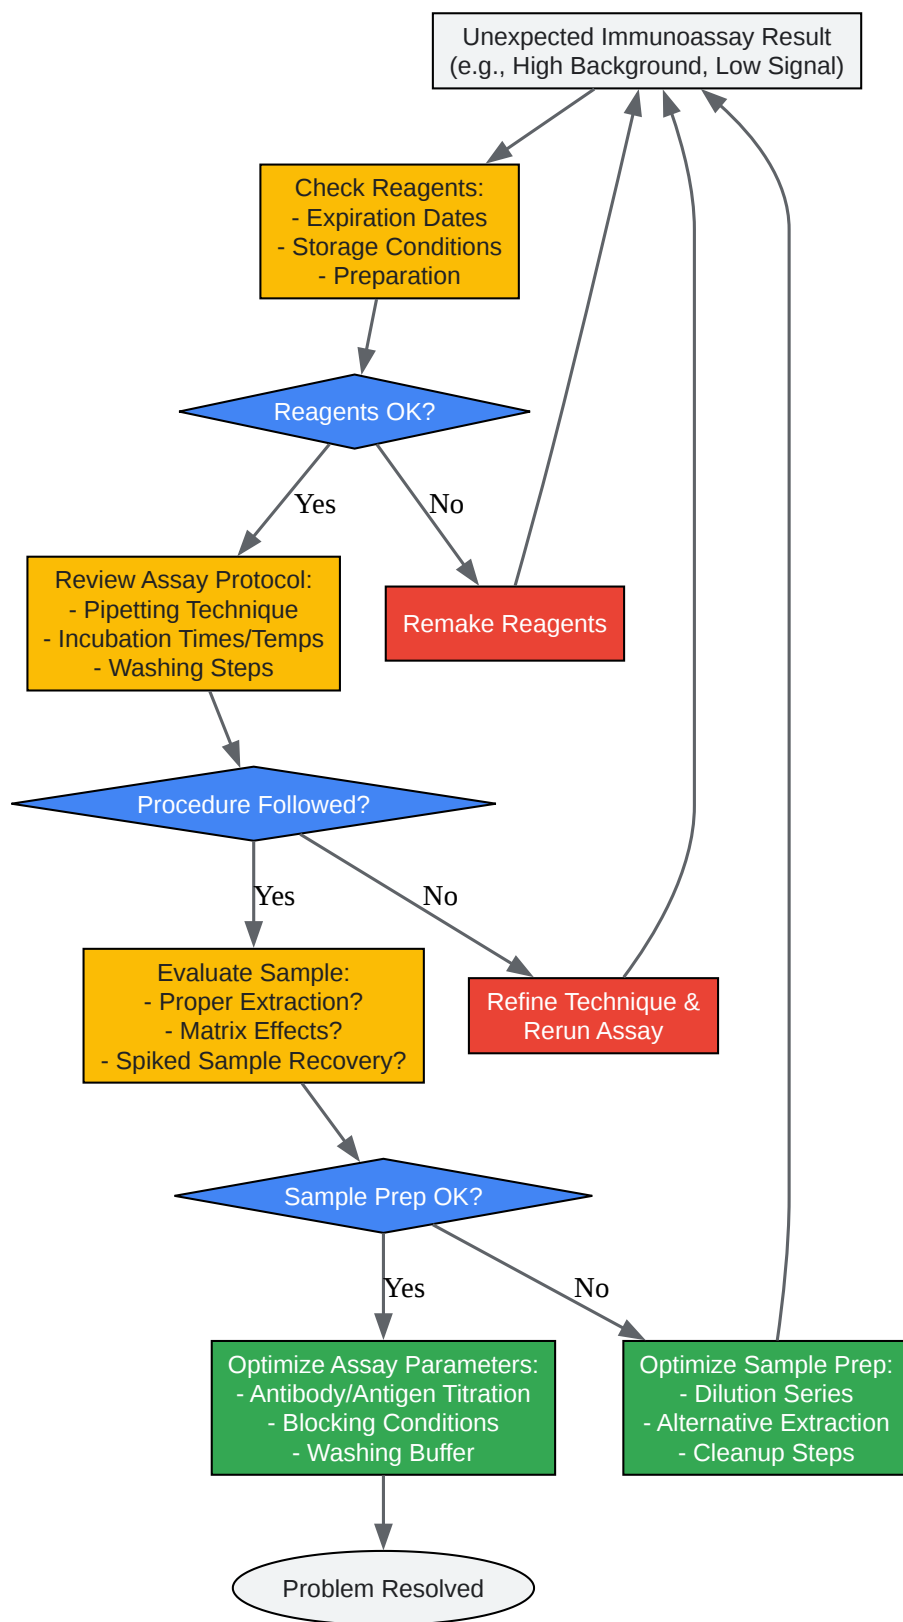 Unexpected Immunoassay Result
(e.g., High Background, Low Signal)
Check Reagents:
- Expiration Dates
- Storage Conditions
- Preparation
Reagents OK?
Yes
No
Review Assay Protocol:
- Pipetting Technique
- Incubation Times/Temps
- Washing Steps
Remake Reagents
Procedure Followed?
Yes
No
Evaluate Sample:
- Proper Extraction?
- Matrix Effects?
- Spiked Sample Recovery?
Refine Technique &
Rerun Assay
Sample Prep OK?
Yes
No
Optimize Assay Parameters:
- Antibody/Antigen Titration
- Blocking Conditions
- Washing Buffer
Optimize Sample Prep:
- Dilution Series
- Alternative Extraction
- Cleanup Steps
Problem Resolved